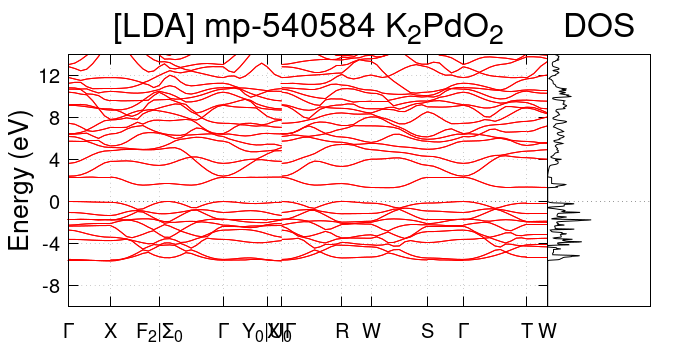 [LDA] mp-540584 K₂PdO₂ DOS
Energy (eV)
12
8
4
0
-4
-8
Γ X F₂|Σ₀ Γ Y₀ Γ R W S Γ T W